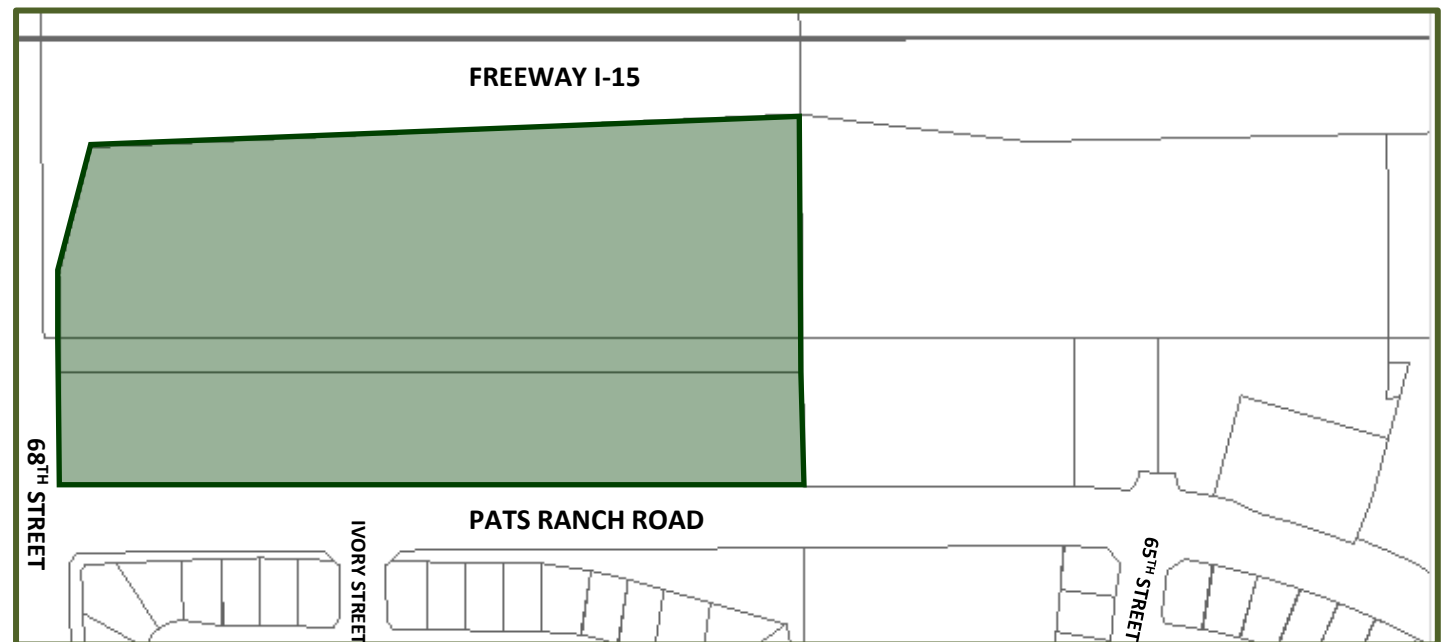 FREEWAY I-15
68TH STREET
PATS RANCH ROAD
IVORY STREET
65TH STREET